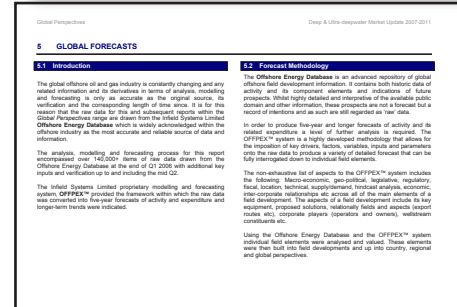 Global Perspectives
Deep & Ultra-deepwater Market Update 2007-2011
5 GLOBAL FORECASTS
5.1 Introduction
The global offshore oil and gas industry is constantly changing and any
related information and its derivatives in terms of analysis, modelling
and forecasting is only as accurate as the original source, its
verification and the corresponding length of time since. It is for this
reason that the raw data for this and subsequent reports within the
Global Perspectives range are drawn from the Infield Systems Limited
Offshore Energy Database which is widely acknowledged within the
offshore industry as the most accurate and reliable source of data and
information.
The analysis, modelling and forecasting process for this report
encompassed over 140,000+ items of raw data drawn from the
Offshore Energy Database at the end of Q1 2006 with additional key
inputs and verification up to and including the mid Q2.
The Infield Systems Limited proprietary modelling and forecasting
system, OFFPEX™ provided the framework within which the raw data
was converted into five-year forecasts of activity and expenditure and
longer-term trends were indicated.
5.2 Forecast Methodology
The Offshore Energy Database is an advanced repository of global
offshore field development information. It contains both historic data of
activity and its component elements and indications of future
prospects. Whilst highly detailed and interpretive of the available public
domain and other information, these prospects are not a forecast but a
record of intentions and as such are still regarded as 'raw' data.
In order to produce five-year and longer forecasts of activity and its
related expenditure a level of further analysis is required. The
OFFPEX™ system is a highly developed methodology that allows for
the imposition of key drivers, factors, variables, inputs and parameters
onto the raw data to produce a variety of detailed forecast that can be
fully interrogated down to individual field elements.
The non-exhaustive list of aspects to the OFFPEX™ system includes
the following: Macro-economic, geo-political, legislative, regulatory,
fiscal, location, technical, supply/demand, hindcast analysis, economic,
inter-corporate relationships etc across all of the main elements of a
field development. The aspects of a field development include its key
equipment, proposed solutions, relationally fields and aspects (export
routes etc), corporate players (operators and owners), wellstream
constituents etc.
Using the Offshore Energy Database and the OFFPEX™ system
individual field elements were analysed and valued. These elements
were then built into field developments and up into country, regional
and global perspectives.